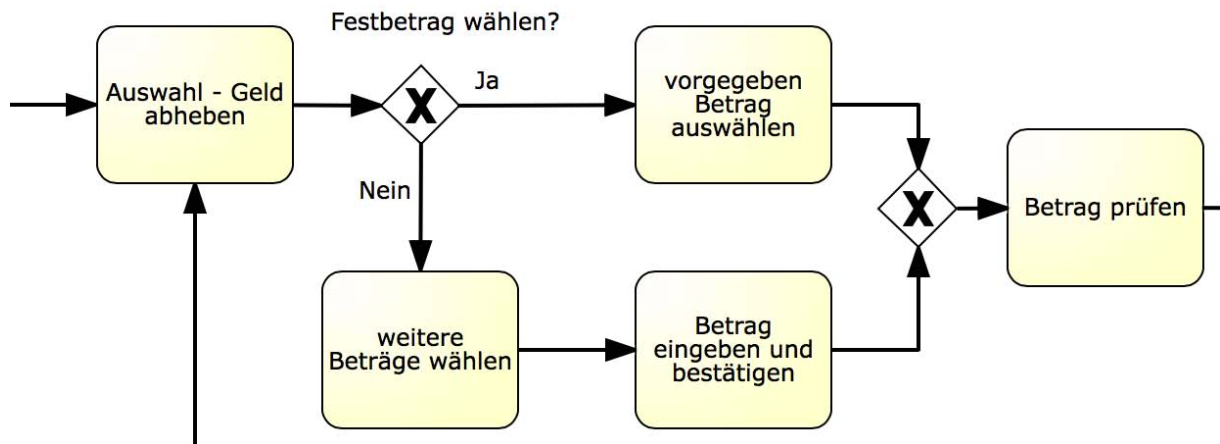 Festbetrag wählen?
Auswahl - Geld
abheben
X
Ja
vorgegeben
Betrag
auswählen
Nein
X
Betrag prüfen
weitere
Beträge wählen
Betrag
eingeben und
bestätigen